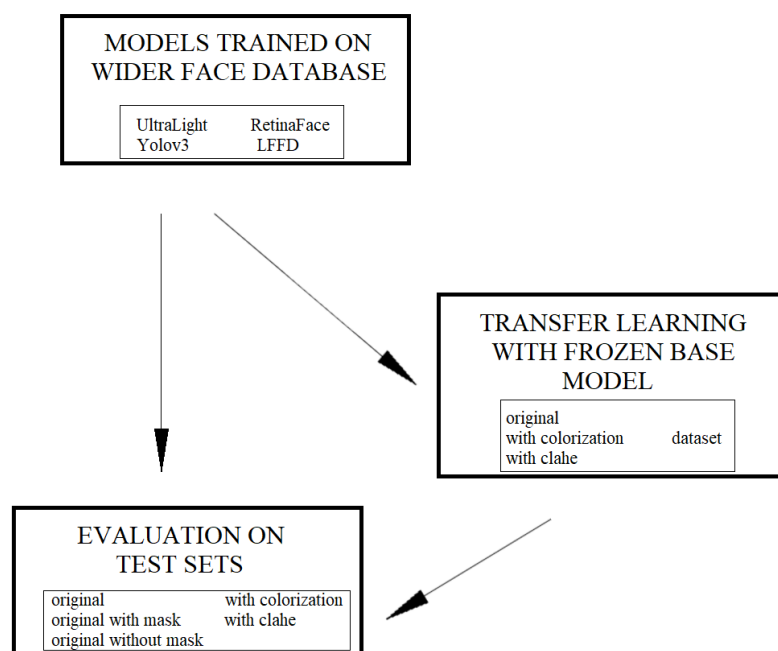 MODELS TRAINED ON
WIDER FACE DATABASE
UltraLight RetinaFace
Yolov3 LFFD
TRANSFER LEARNING
WITH FROZEN BASE
MODEL
original
with colorization dataset
with clahe
EVALUATION ON
TEST SETS
original with colorization
original with mask with clahe
original without mask